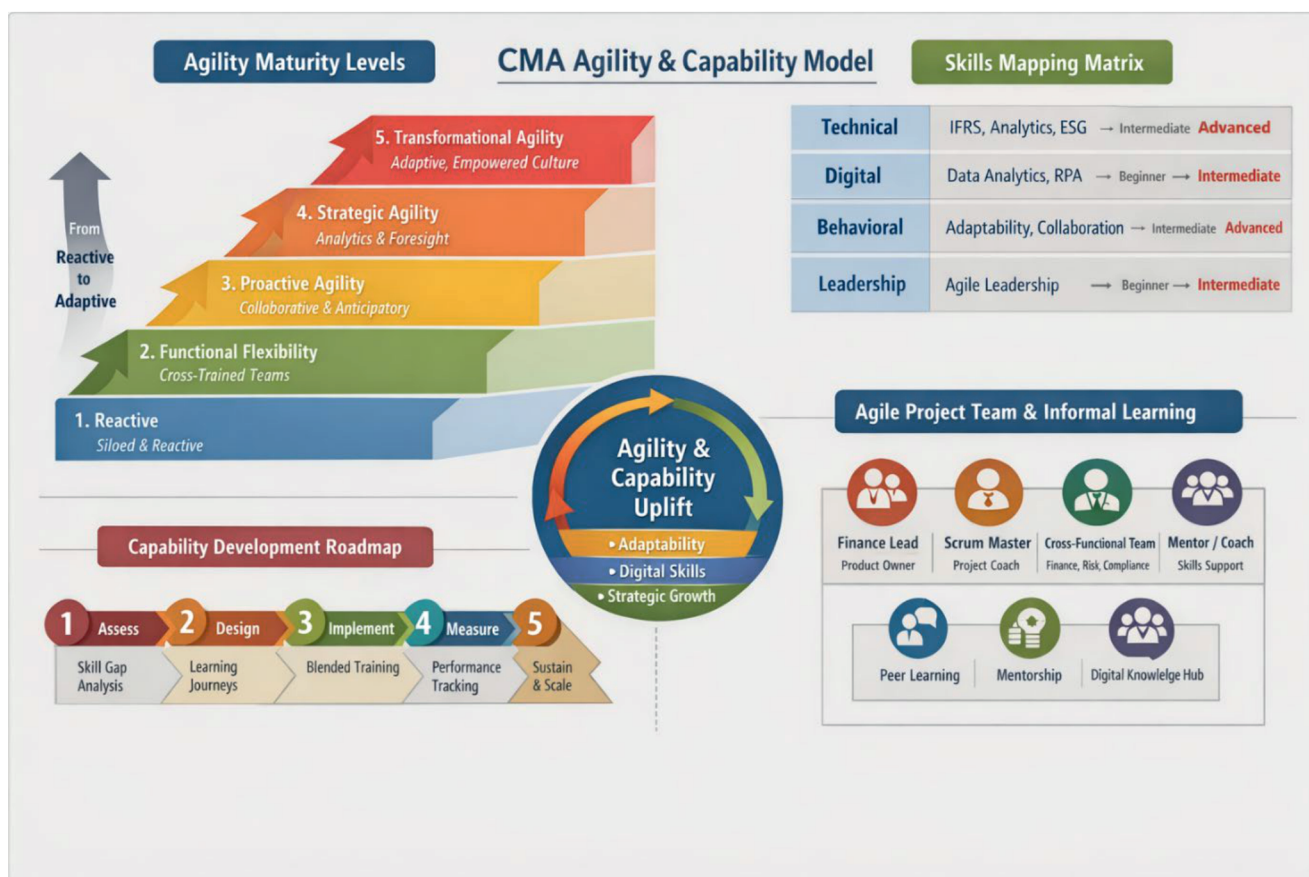 Agility Maturity Levels
CMA Agility & Capability Model
Skills Mapping Matrix
5. Transformational Agility
Adaptive, Empowered Culture
4. Strategic Agility
Analytics & Foresight
3. Proactive Agility
Collaborative & Anticipatory
2. Functional Flexibility
Cross-Trained Teams
1. Reactive
Siloed & Reactive
From
Reactive
to
Adaptive
Technical IFRS, Analytics, ESG → Intermediate Advanced
Digital Data Analytics, RPA → Beginner → Intermediate
Behavioral Adaptability, Collaboration → Intermediate Advanced
Leadership Agile Leadership → Beginner → Intermediate
Agility &
Capability
Uplift
• Adaptability
• Digital Skills
• Strategic Growth
Capability Development Roadmap
1 Assess 2 Design 3 Implement 4 Measure 5
Skill Gap
Analysis
Learning
Journeys
Blended Training
Performance
Tracking
Sustain
& Scale
Agile Project Team & Informal Learning
Finance Lead
Product Owner
Scrum Master
Project Coach
Cross-Functional Team
Finance, Risk, Compliance
Mentor / Coach
Skills Support
Peer Learning
Mentorship
Digital Knowlelge Hub